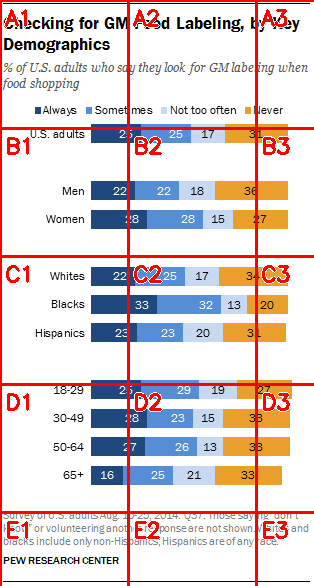 Checking for GM Food Labeling, by Key
Demographics
% of U.S. adults who say they look for GM labeling when
food shopping
Always Sometimes Not too often Never
U.S. adults 25 25 17 31
Men 22 22 18 36
Women 28 28 15 27
Whites 22 25 17 34
Blacks 33 32 13 20
Hispanics 23 23 20 31
18-29 25 29 19 27
30-49 28 23 15 33
50-64 27 26 13 33
65+ 16 25 21 33
Survey of U.S. adults Aug. 15-25, 2014. Q37. Those saying "don't
know" or volunteering another response are not shown. Whites and
blacks include only non-Hispanics; Hispanics are of any race.
PEW RESEARCH CENTER
A1 A2 A3
B1 B2 B3
C1 C2 C3
D1 D2 D3
E1 E2 E3